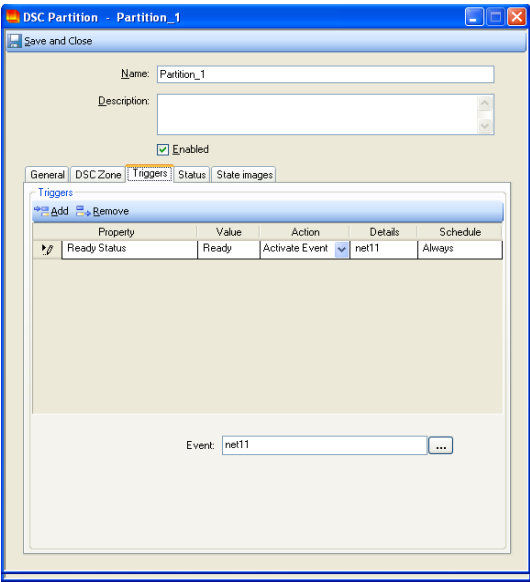 DSC Partition - Partition_1
Save and Close
Name: Partition_1
Description:
Enabled
General DSC Zone Triggers Status State images
Triggers
Add Remove
Property Value Action Details Schedule
Ready Status Ready Activate Event net11 Always
Event: net11 ...